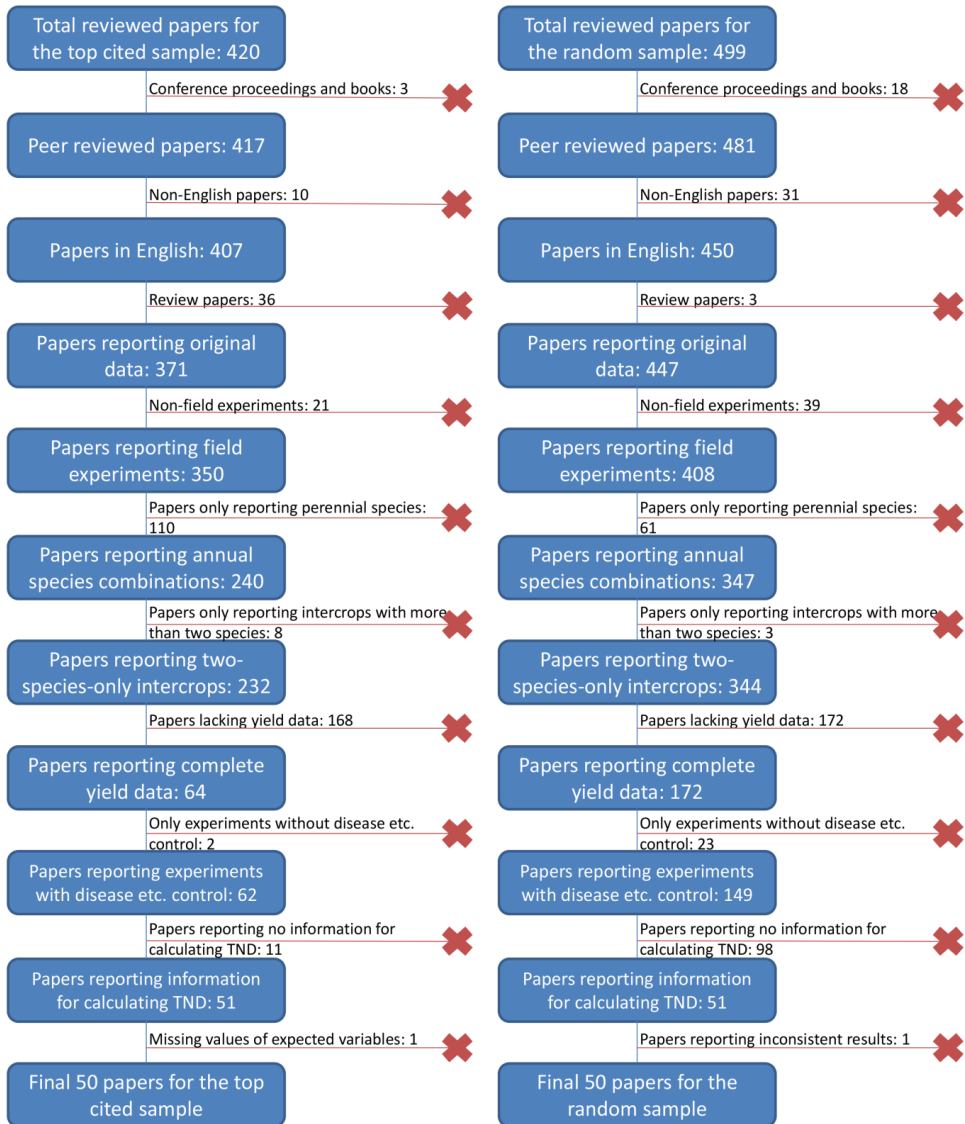 Total reviewed papers for
the top cited sample: 420
Conference proceedings and books: 3
Peer reviewed papers: 417
Non-English papers: 10
Papers in English: 407
Review papers: 36
Papers reporting original
data: 371
Non-field experiments: 21
Papers reporting field
experiments: 350
Papers only reporting perennial species:
110
Papers reporting annual
species combinations: 240
Papers only reporting intercrops with more
than two species: 8
Papers reporting two-
species-only intercrops: 232
Papers lacking yield data: 168
Papers reporting complete
yield data: 64
Only experiments without disease etc.
control: 2
Papers reporting experiments
with disease etc. control: 62
Papers reporting no information for
calculating TND: 11
Papers reporting information
for calculating TND: 51
Missing values of expected variables: 1
Final 50 papers for the top
cited sample
Total reviewed papers for
the random sample: 499
Conference proceedings and books: 18
Peer reviewed papers: 481
Non-English papers: 31
Papers in English: 450
Review papers: 3
Papers reporting original
data: 447
Non-field experiments: 39
Papers reporting field
experiments: 408
Papers only reporting perennial species:
61
Papers reporting annual
species combinations: 347
Papers only reporting intercrops with more
than two species: 3
Papers reporting two-
species-only intercrops: 344
Papers lacking yield data: 172
Papers reporting complete
yield data: 172
Only experiments without disease etc.
control: 23
Papers reporting experiments
with disease etc. control: 149
Papers reporting no information for
calculating TND: 98
Papers reporting information
for calculating TND: 51
Papers reporting inconsistent results: 1
Final 50 papers for the
random sample